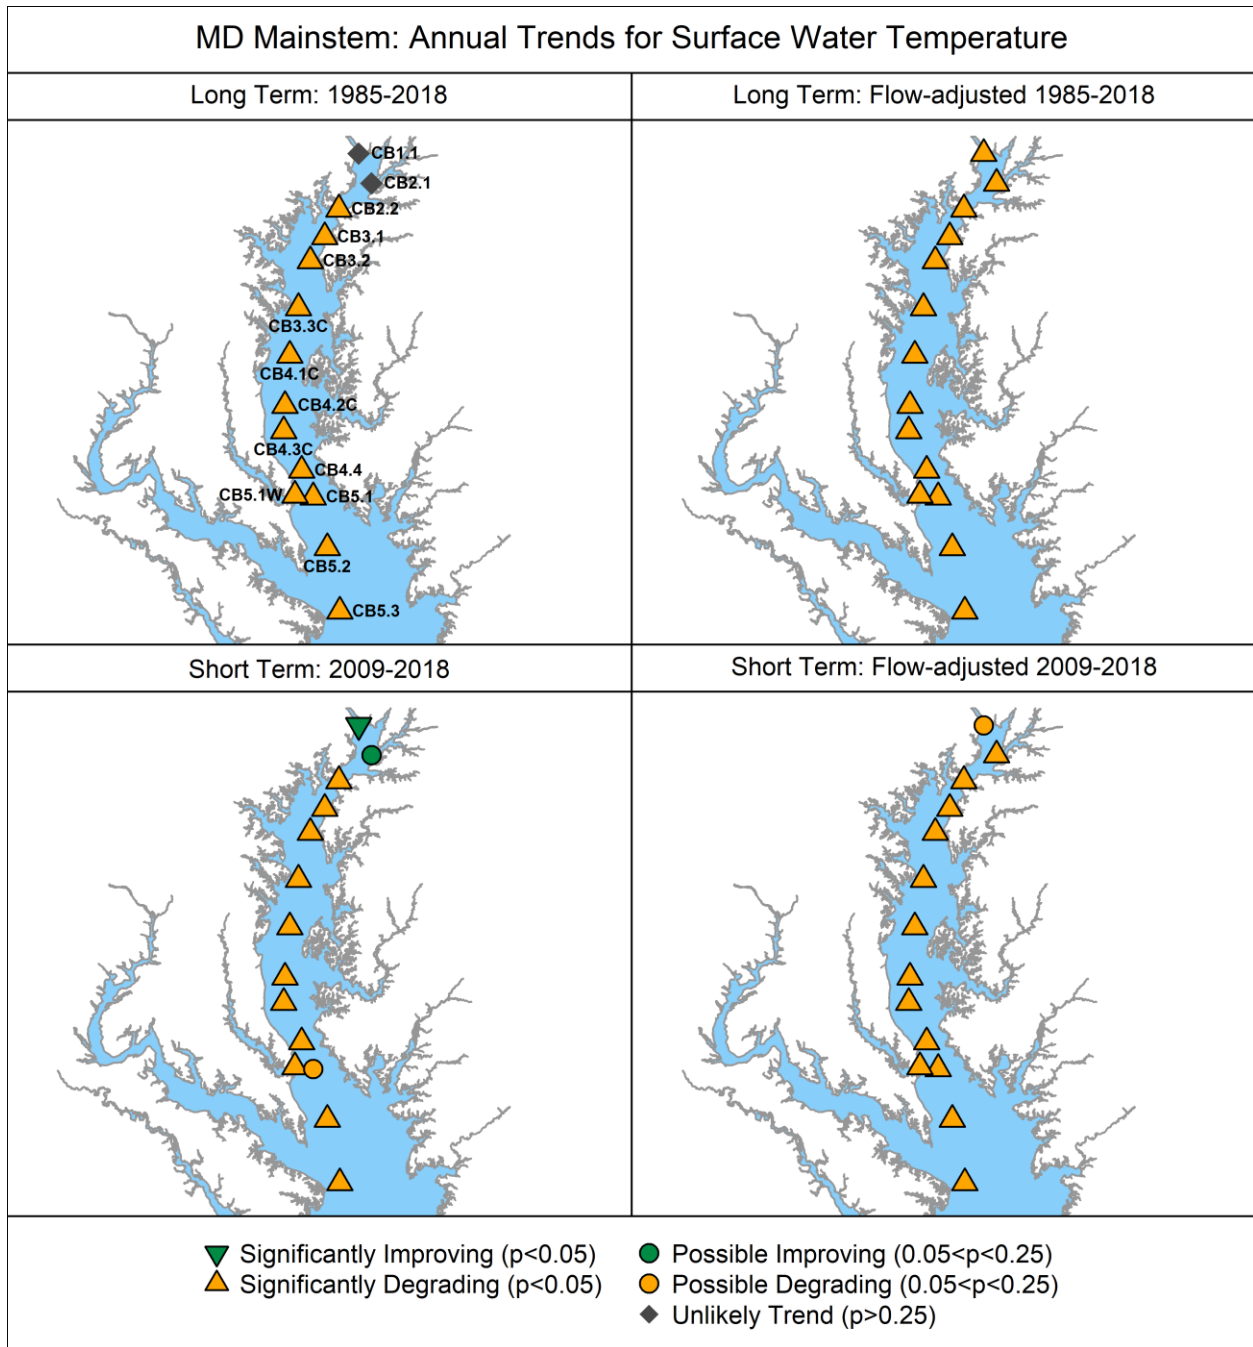 MD Mainstem: Annual Trends for Surface Water Temperature
Long Term: 1985-2018
Long Term: Flow-adjusted 1985-2018
CB1.1
CB2.1
CB2.2
CB3.1
CB3.2
CB3.3C
CB4.1C
CB4.2C
CB4.3C
CB4.4
CB5.1W
CB5.1
CB5.2
CB5.3
Short Term: 2009-2018
Short Term: Flow-adjusted 2009-2018
Significantly Improving (p<0.05)
Significantly Degrading (p<0.05)
Possible Improving (0.05<p<0.25)
Possible Degrading (0.05<p<0.25)
Unlikely Trend (p>0.25)